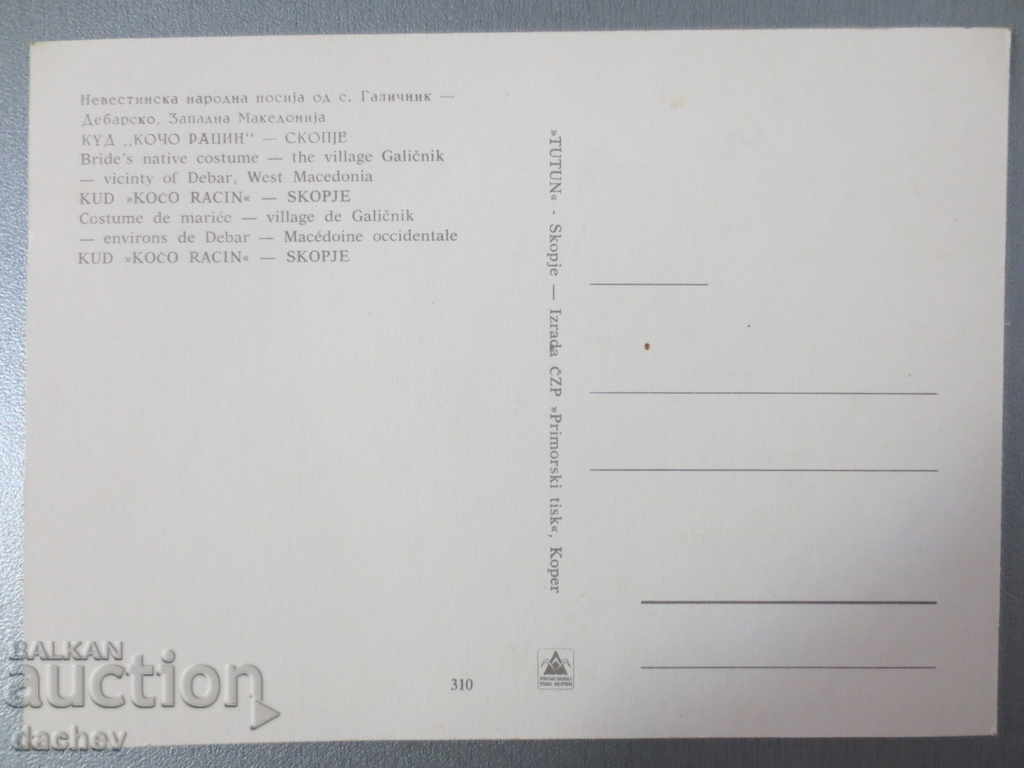 Невестинска народна носија од с. Галичник —
Дебарско, Западна Македонија
КУД „КОЧО РАЦИН“ — СКОПЈЕ
Bride's native costume — the village Galičnik
— vicinty of Debar, West Macedonia
KUD »KOCO RACIN« — SKOPJE
Costume de mariée — village de Galičnik
— environs de Debar — Macédoine occidentale
KUD »KOCO RACIN« — SKOPJE
»TUTUN« - Skopje — Izrada ČZP »Primorski tisk«, Koper
310
BALKAN
auction
dachev